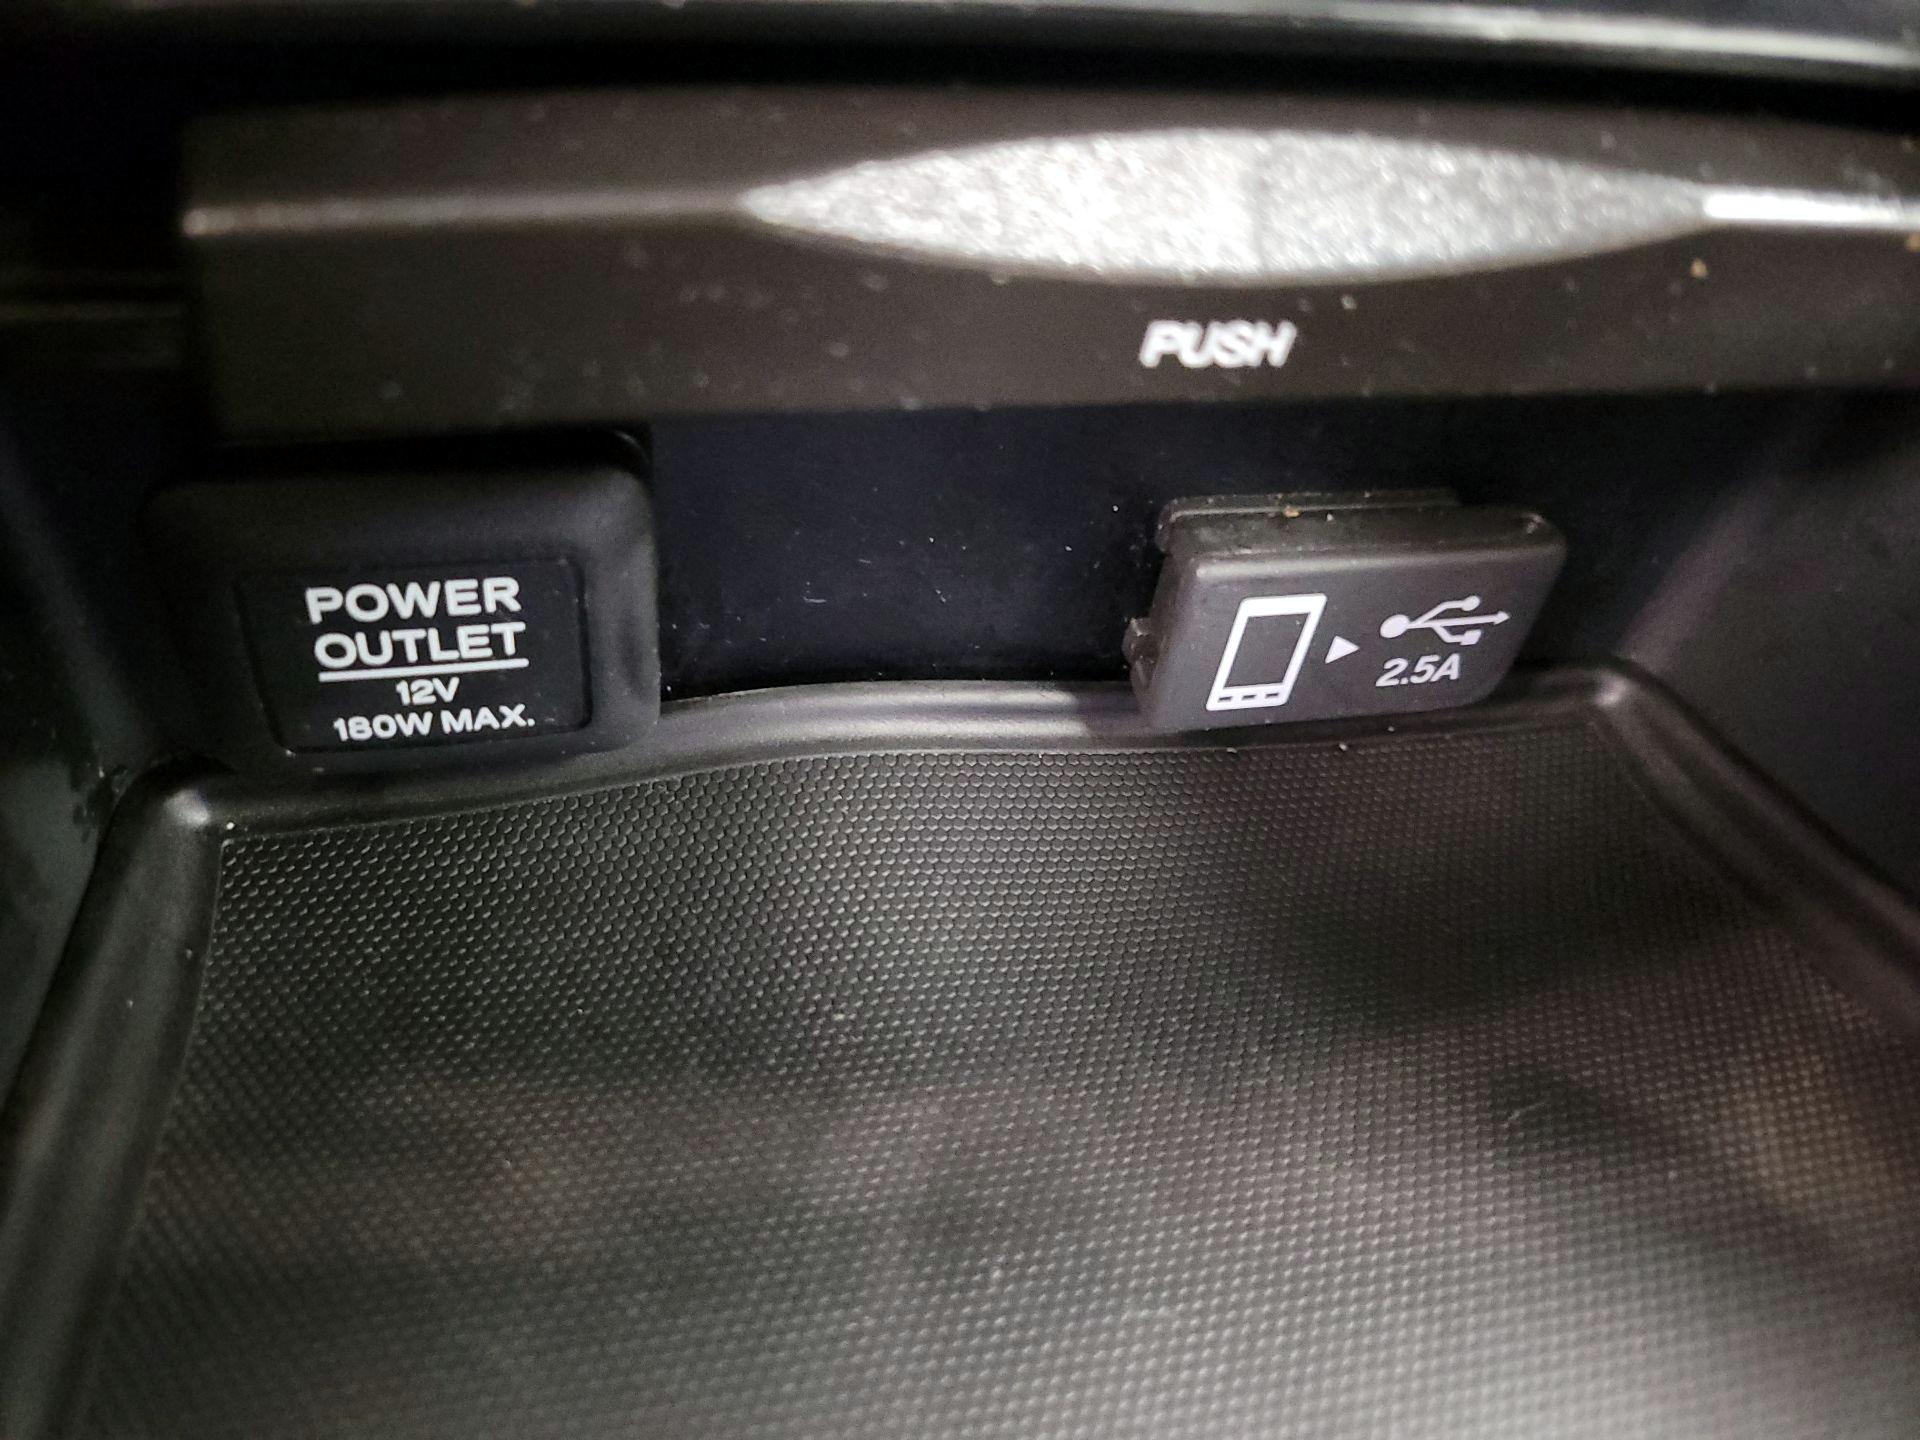 PUSH
POWER
OUTLET
12V
180W MAX.
2.5A